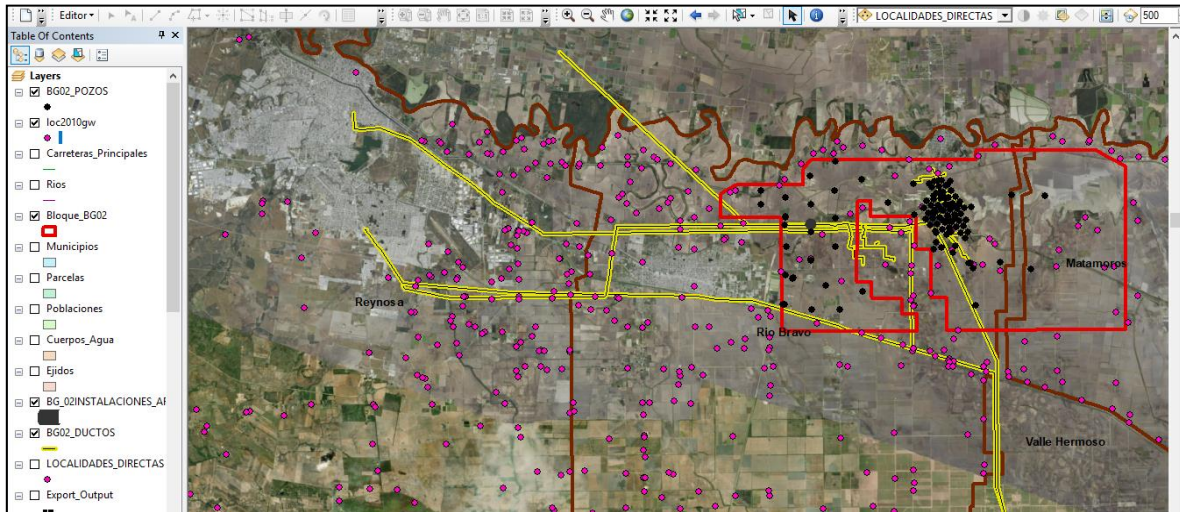 Editor
LOCALIDADES_DIRECTAS
500
Table Of Contents
Layers
BG02_POZOS
loc2010gw
Carreteras_Principales
Rios
Bloque_BG02
Municipios
Parcelas
Poblaciones
Cuerpos_Agua
Ejidos
BG_02INSTALACIONES_AF
BG02_DUCTOS
LOCALIDADES_DIRECTAS
Export_Output
Reynosa
Rio Bravo
Matamoros
Valle Hermoso